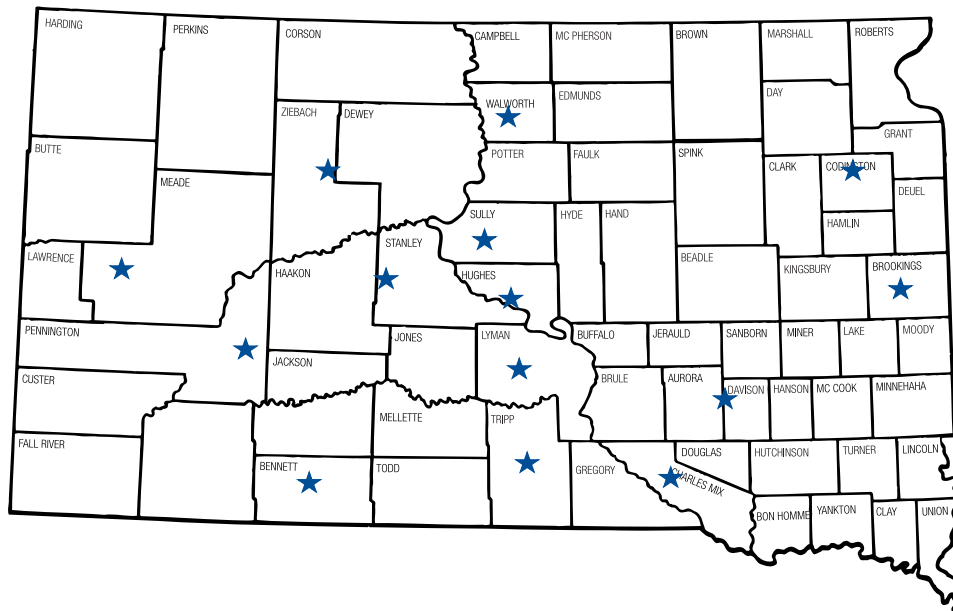 HARDING
PERKINS
CORSON
CAMPBELL
MC PHERSON
BROWN
MARSHALL
ROBERTS
ZIEBACH
DEWEY
WALWORTH
EDMUNDS
DAY
GRANT
BUTTE
MEADE
POTTER
FAULK
SPINK
CLARK
CODINGTON
DEUEL
SULLY
HYDE
HAND
HAMLIN
LAWRENCE
HAAKON
STANLEY
HUGHES
BEADLE
KINGSBURY
BROOKINGS
PENNINGTON
JACKSON
JONES
LYMAN
BUFFALO
JERAULD
SANBORN
MINER
LAKE
MOODY
CUSTER
BRULE
AURORA
DAVISON
HANSON
MC COOK
MINNEHAHA
FALL RIVER
MELLETTE
TRIPP
BENNETT
TODD
GREGORY
CHARLES MIX
DOUGLAS
HUTCHINSON
TURNER
LINCOLN
BON HOMME
YANKTON
CLAY
UNION